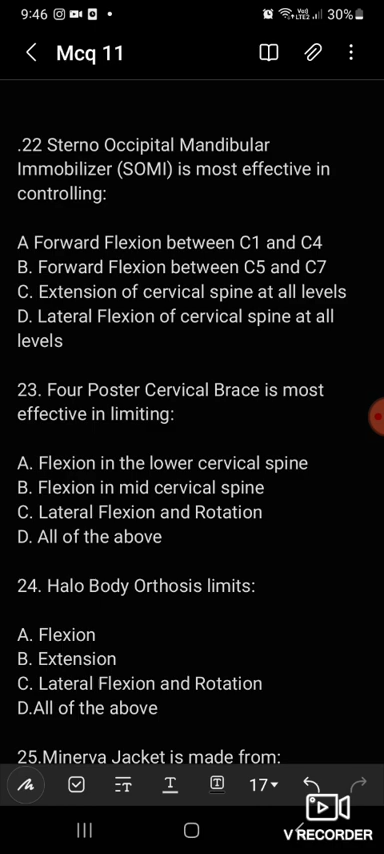 9:46
Vo)) LTE2 30%
Mcq 11
.22 Sterno Occipital Mandibular
Immobilizer (SOMI) is most effective in
controlling:
A Forward Flexion between C1 and C4
B. Forward Flexion between C5 and C7
C. Extension of cervical spine at all levels
D. Lateral Flexion of cervical spine at all
levels
23. Four Poster Cervical Brace is most
effective in limiting:
A. Flexion in the lower cervical spine
B. Flexion in mid cervical spine
C. Lateral Flexion and Rotation
D. All of the above
24. Halo Body Orthosis limits:
A. Flexion
B. Extension
C. Lateral Flexion and Rotation
D.All of the above
25.Minerva Jacket is made from:
17
V RECORDER